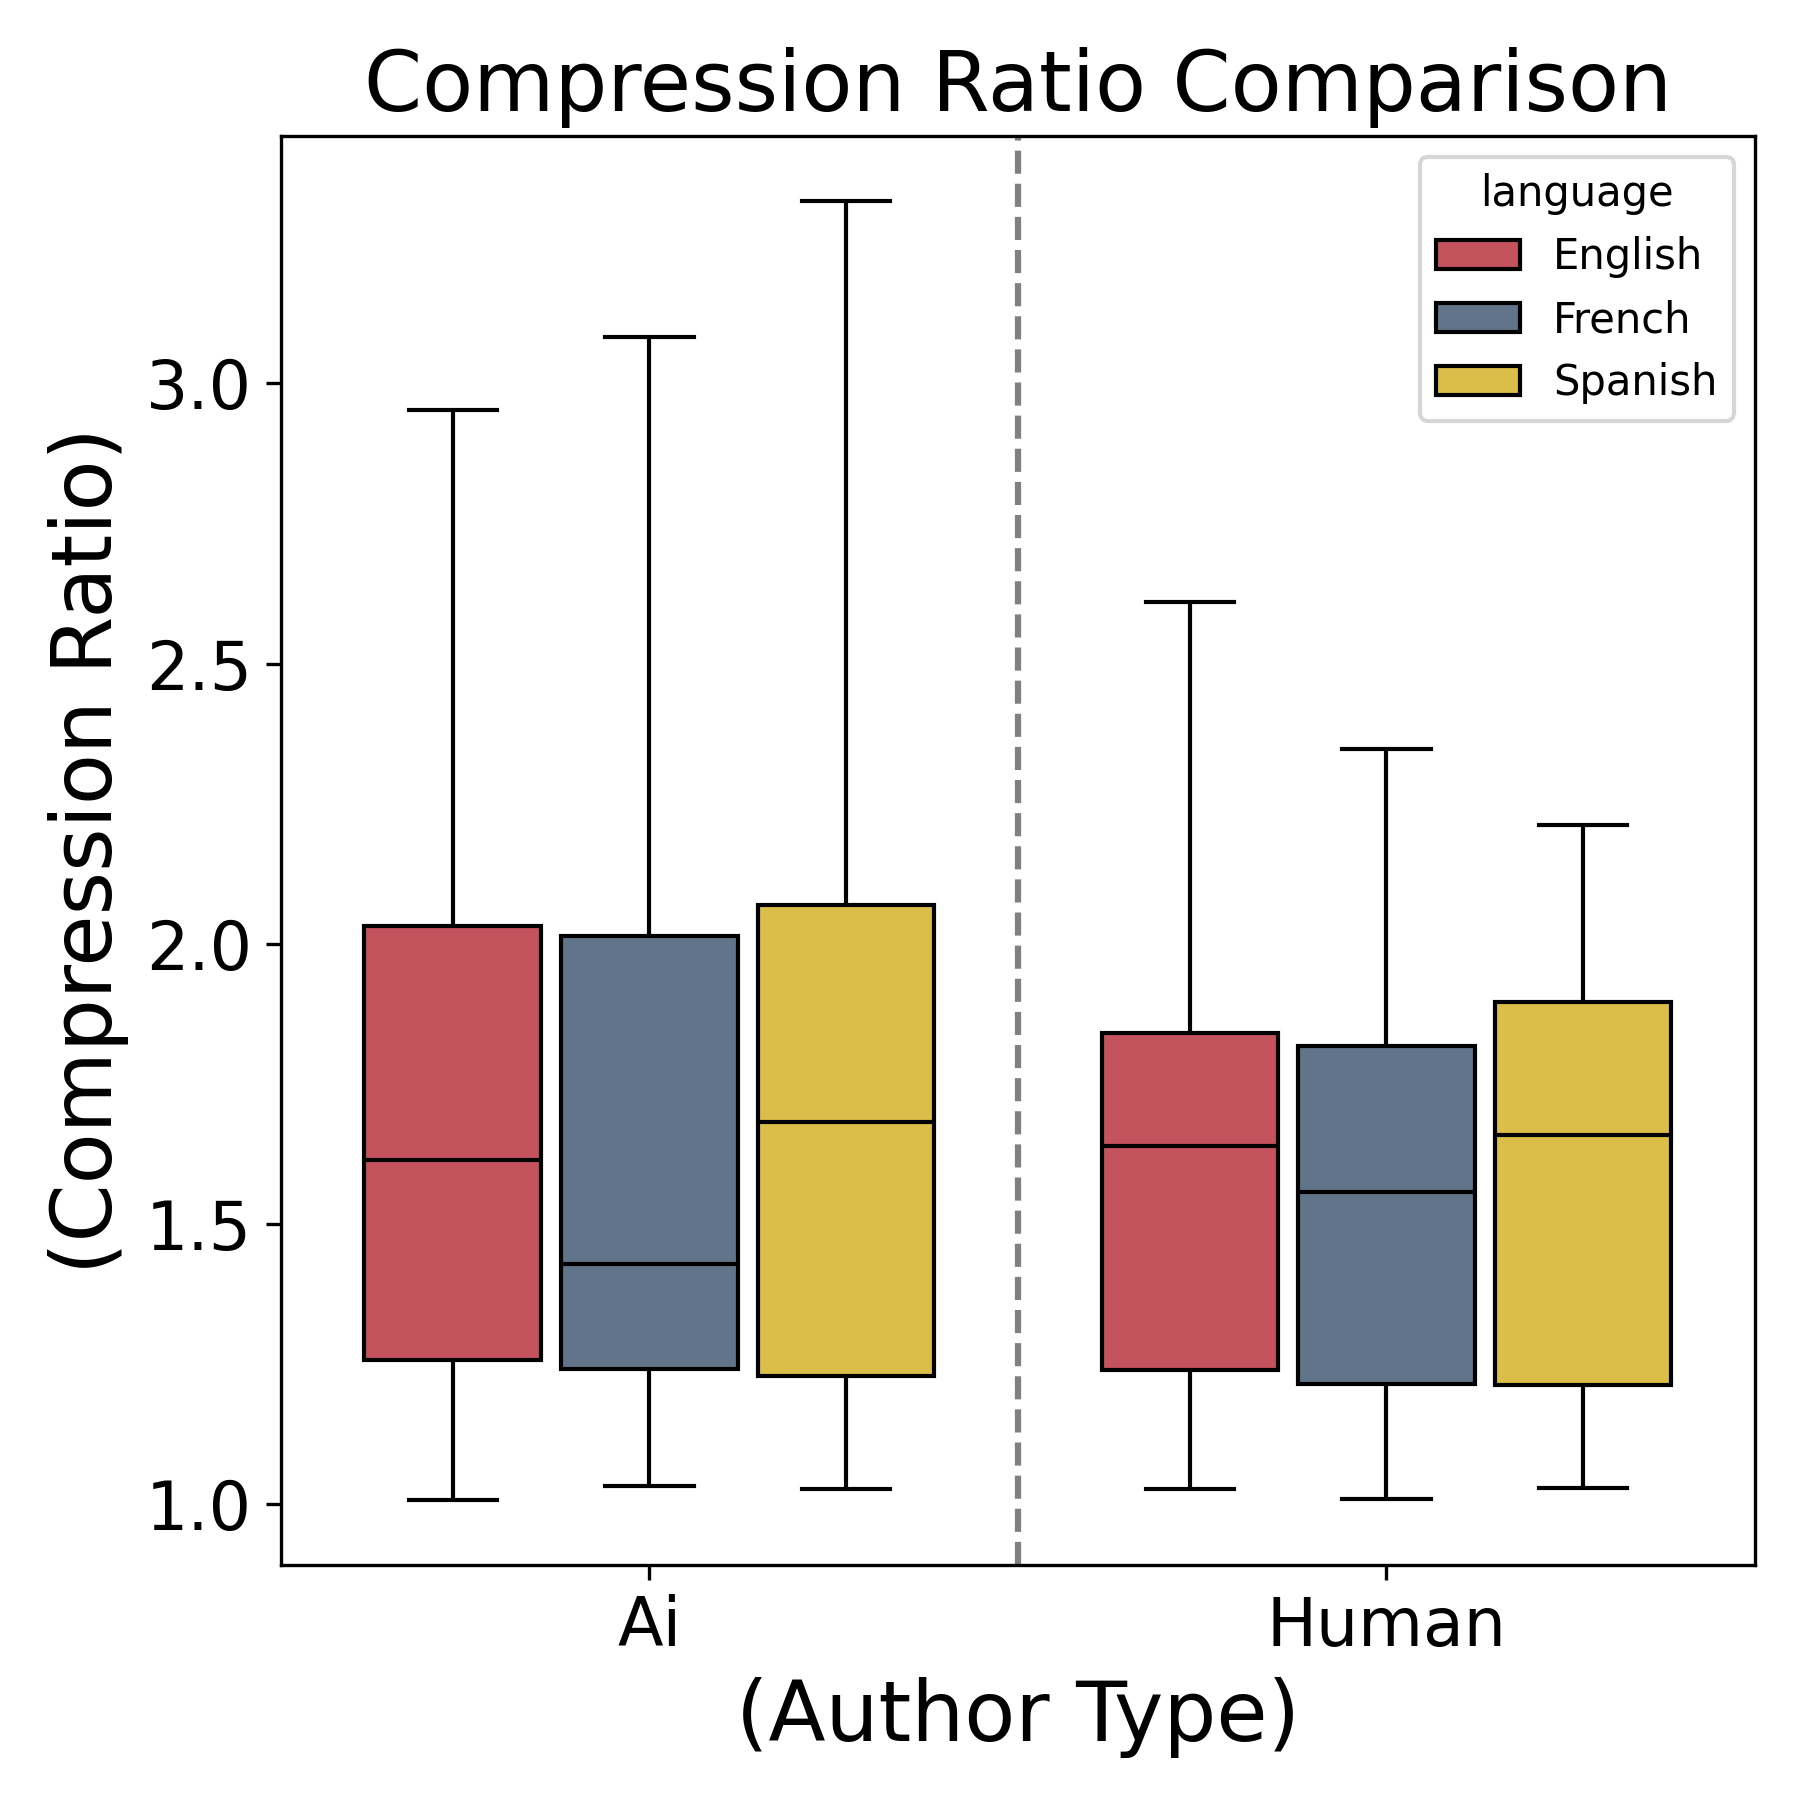 Compression Ratio Comparison
language
English
French
Spanish
(Compression Ratio)
3.0
2.5
2.0
1.5
1.0
Ai
Human
(Author Type)